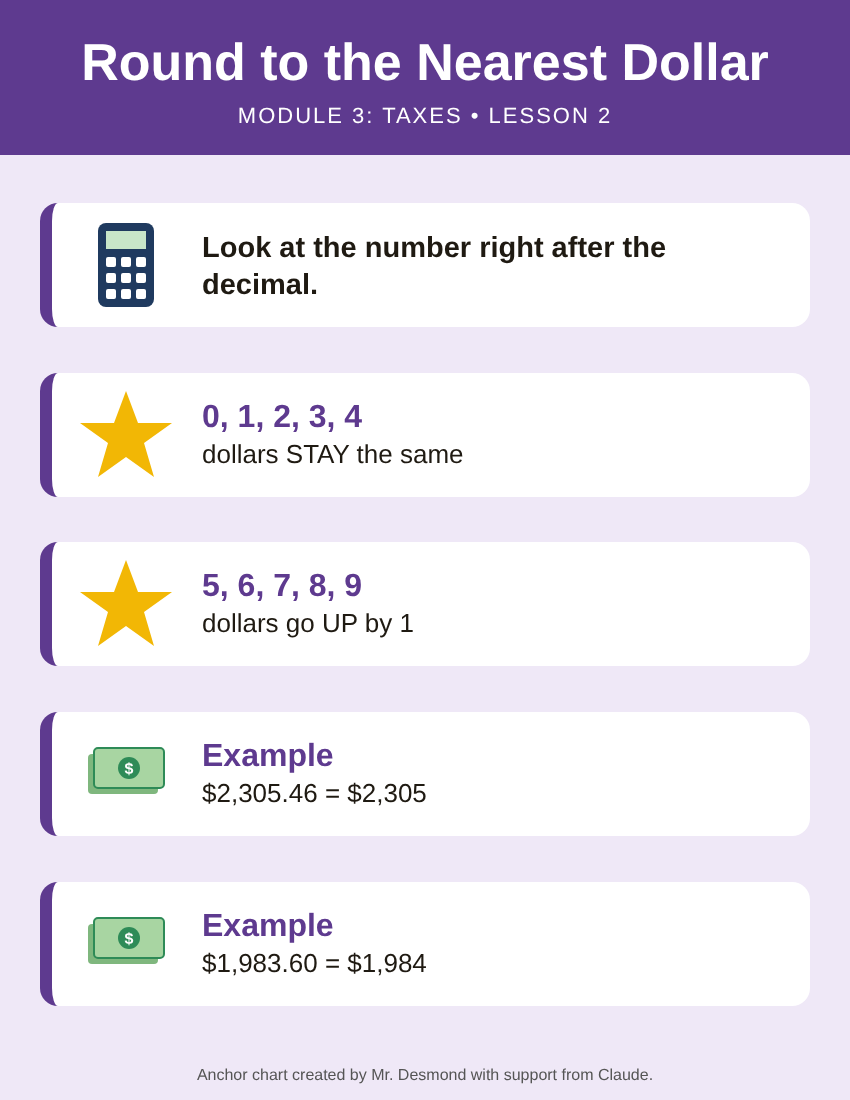 Round to the Nearest Dollar
MODULE 3: TAXES • LESSON 2
Look at the number right after the
decimal.
0, 1, 2, 3, 4
dollars STAY the same
5, 6, 7, 8, 9
dollars go UP by 1
$
Example
$2,305.46 = $2,305
$
Example
$1,983.60 = $1,984
Anchor chart created by Mr. Desmond with support from Claude.